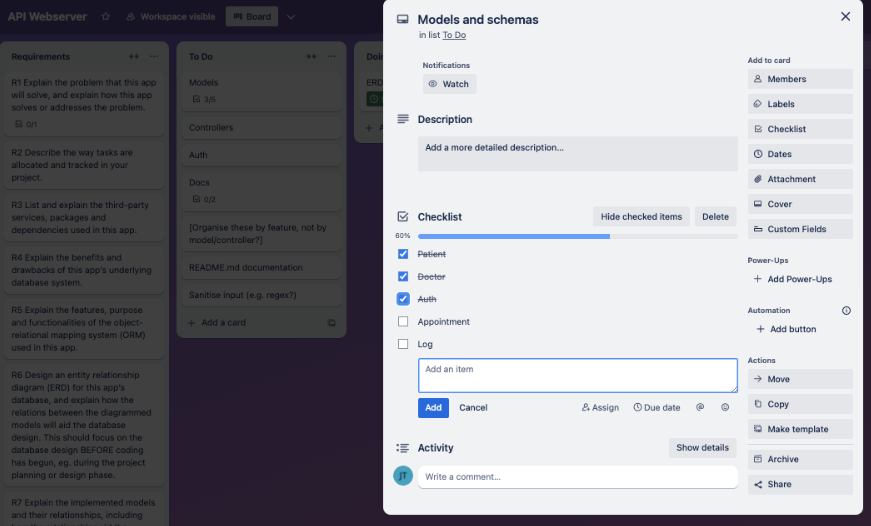 API Webserver
Workspace visible
Board
Requirements
R1 Explain the problem that this app
will solve, and explain how this app
solves or addresses the problem.
0/1
R2 Describe the way tasks are
allocated and tracked in your
project.
R3 List and explain the third-party
services, packages and
dependencies used in this app.
R4 Explain the benefits and
drawbacks of this app's underlying
database system.
R5 Explain the features, purpose
and functionalities of the object-
relational mapping system (ORM)
used in this app.
R6 Design an entity relationship
diagram (ERD) for this app's
database, and explain how the
relations between the diagrammed
models will aid the database
design. This should focus on the
database design BEFORE coding
has begun, eg. during the project
planning or design phase.
R7 Explain the implemented models
and their relationships, including
To Do
Models
3/5
Controllers
Auth
Docs
0/2
[Organise these by feature, not by
model/controller?]
README.md documentation
Sanitise input (e.g. regex?)
+ Add a card
Doin
ERD
Models and schemas
in list To Do
Notifications
Watch
Description
Add a more detailed description...
Checklist
Hide checked items
Delete
60%
Patient
Doctor
Auth
Appointment
Log
Add an item
Add
Cancel
Assign
Due date
Activity
Show details
JT
Write a comment...
Add to card
Members
Labels
Checklist
Dates
Attachment
Cover
Custom Fields
Power-Ups
+ Add Power-Ups
Automation
+ Add button
Actions
Move
Copy
Make template
Archive
Share